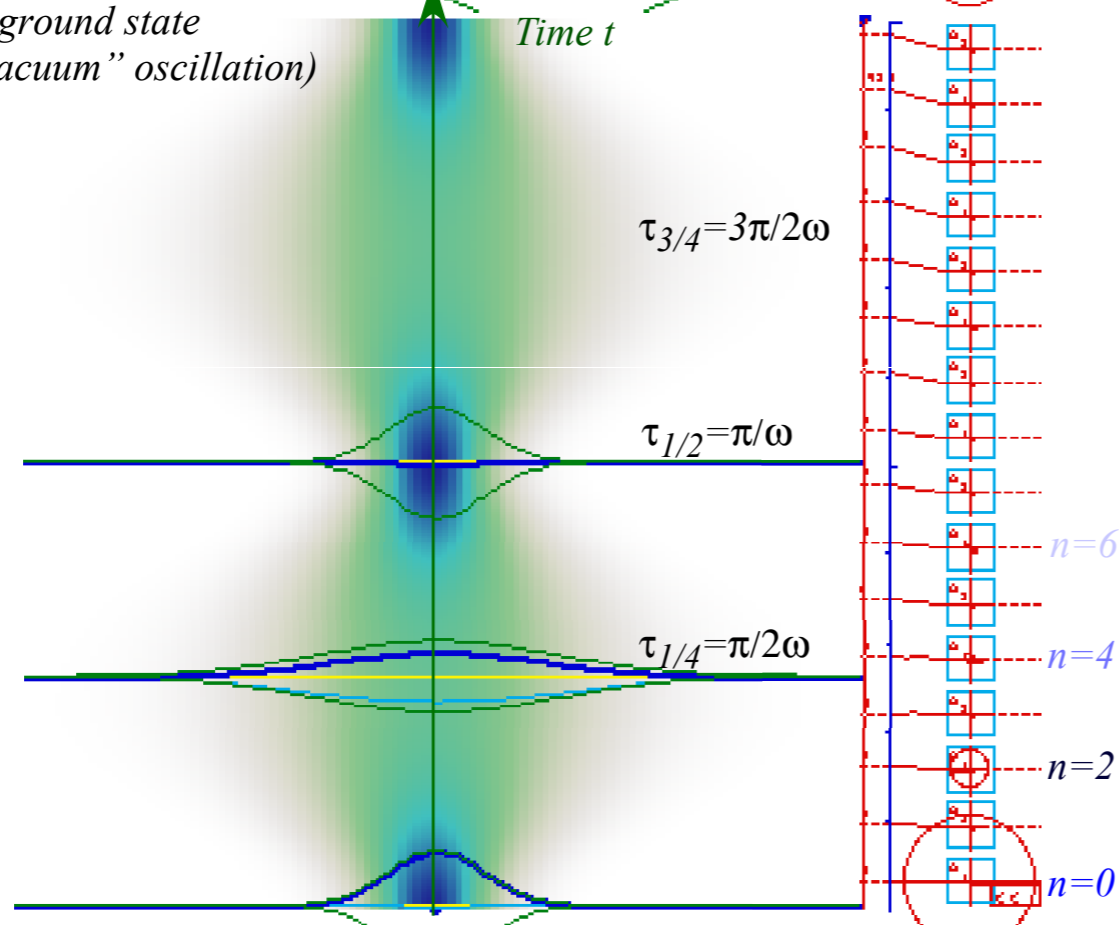 ground state
acuum” oscillation)
Time t
τ3/4=3π/2ω
τ1/2=π/ω
n=6
τ1/4=π/2ω
n=4
n=2
n=0